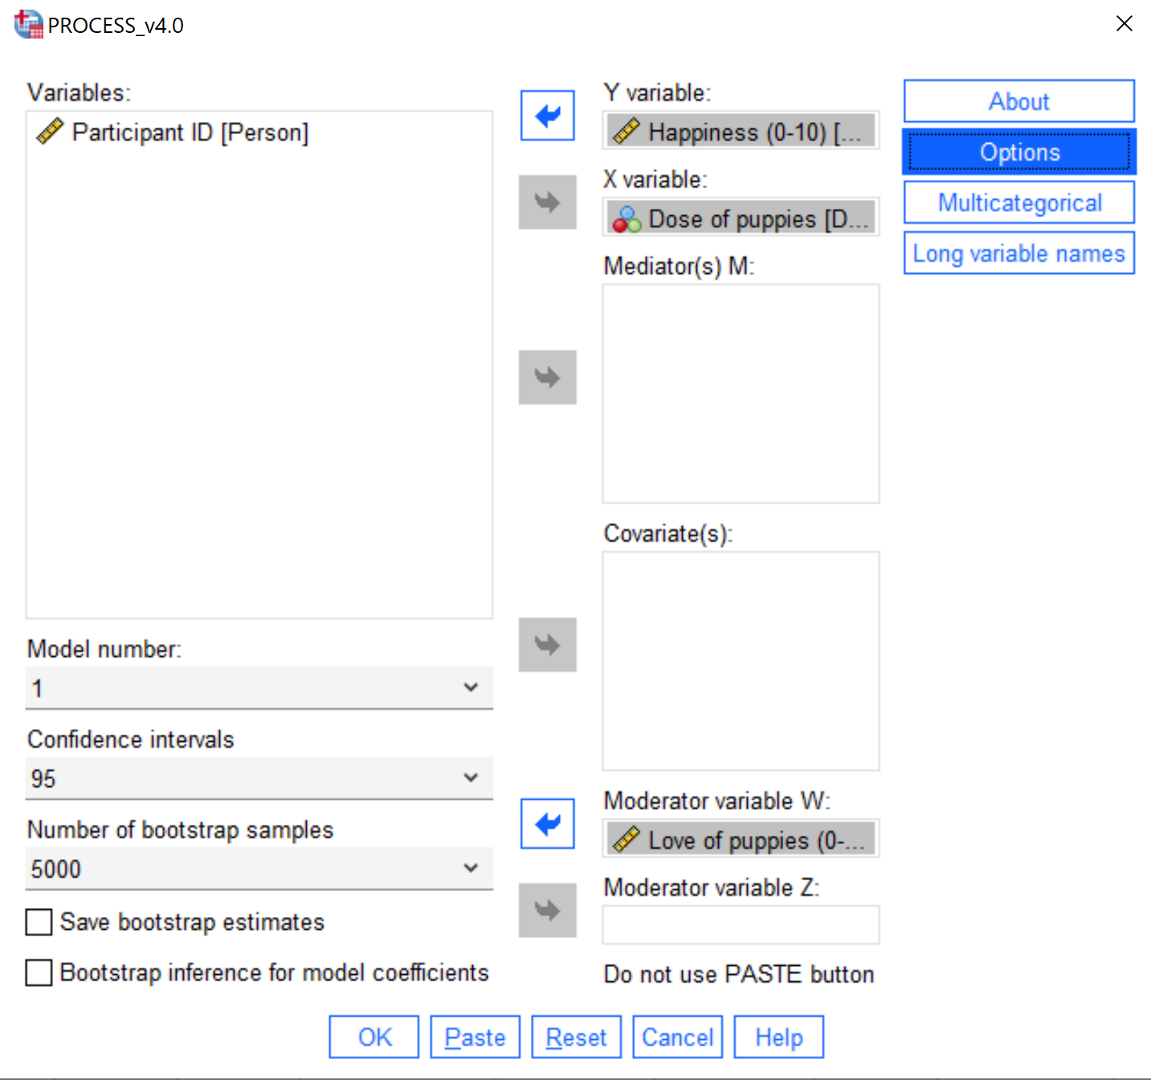 PROCESS_v4.0
Variables:
Participant ID [Person]
Model number:
1
Confidence intervals
95
Number of bootstrap samples
5000
Save bootstrap estimates
Bootstrap inference for model coefficients
Y variable:
Happiness (0-10) [...
X variable:
Dose of puppies [D...
Mediator(s) M:
Covariate(s):
Moderator variable W:
Love of puppies (0-...
Moderator variable Z:
Do not use PASTE button
About
Options
Multicategorical
Long variable names
OK Paste Reset Cancel Help